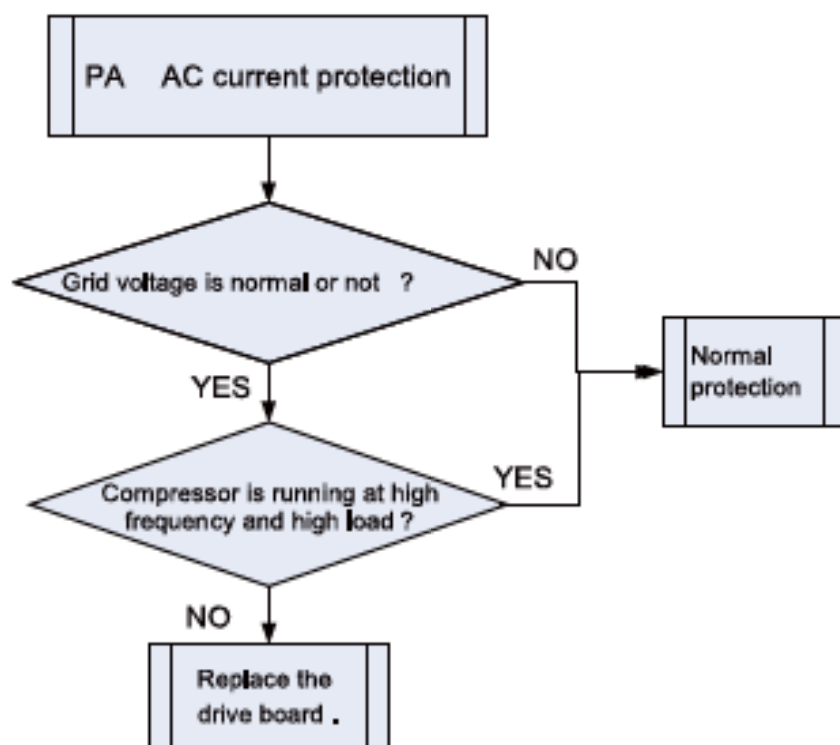 PA AC current protection
Grid voltage is normal or not ?
NO
Normal
protection
YES
Compressor is running at high
frequency and high load ?
YES
NO
Replace the
drive board .